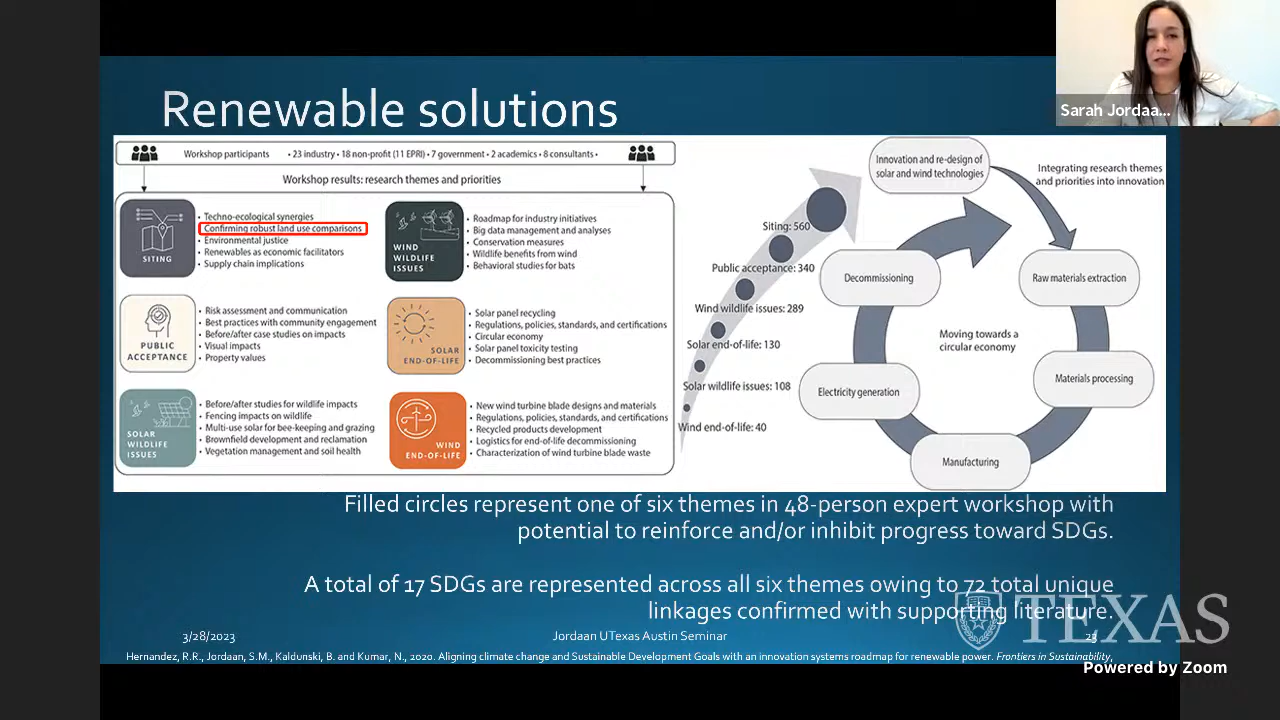 Sarah Jordaa...
Renewable solutions
Workshop participants • 23 industry • 18 non-profit (11 EPRI) • 7 government • 2 academics • 8 consultants •
Workshop results: research themes and priorities
SITING
• Techno-ecological synergies
• Confirming robust land use comparisons
• Environmental justice
• Renewables as economic facilitators
• Supply chain implications
WIND
WILDLIFE
ISSUES
• Roadmap for industry initiatives
• Big data management and analyses
• Conservation measures
• Wildlife benefits from wind
• Behavioral studies for bats
PUBLIC
ACCEPTANCE
• Risk assessment and communication
• Best practices with community engagement
• Before/after case studies on impacts
• Visual impacts
• Property values
SOLAR
END-OF-LIFE
• Solar panel recycling
• Regulations, policies, standards, and certifications
• Circular economy
• Solar panel toxicity testing
• Decommissioning best practices
SOLAR
WILDLIFE
ISSUES
• Before/after studies for wildlife impacts
• Fencing impacts on wildlife
• Multi-use solar for bee-keeping and grazing
• Brownfield development and reclamation
• Vegetation management and soil health
WIND
END-OF-LIFE
• New wind turbine blade designs and materials
• Regulations, policies, standards, and certifications
• Recycled products development
• Logistics for end-of-life decommissioning
• Characterization of wind turbine blade waste
Siting: 560
Public acceptance: 340
Wind wildlife issues: 289
Solar end-of-life: 130
Solar wildlife issues: 108
Wind end-of-life: 40
Innovation and re-design of
solar and wind technologies
Integrating research themes
and priorities into innovation
Decommissioning
Raw materials extraction
Moving towards a
circular economy
Electricity generation
Materials processing
Manufacturing
Filled circles represent one of six themes in 48-person expert workshop with
potential to reinforce and/or inhibit progress toward SDGs.
A total of 17 SDGs are represented across all six themes owing to 72 total unique
linkages confirmed with supporting literature.
TEXAS
3/28/2023
Jordaan UTexas Austin Seminar
23
Hernandez, R.R., Jordaan, S.M., Kaldunski, B. and Kumar, N., 2020. Aligning climate change and Sustainable Development Goals with an innovation systems roadmap for renewable power. Frontiers in Sustainability,
Powered by Zoom